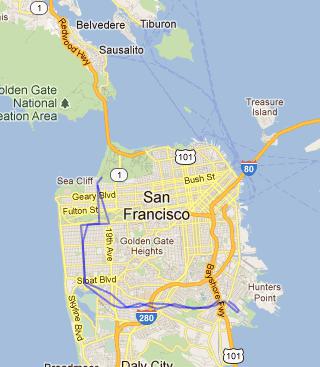 1
Belvedere
Tiburon
Redwood Hwy
Sausalito
Golden Gate
National
eation Area
Treasure
Island
101
80
Sea Cliff
1
Bush St
Geary Blvd
San
Francisco
Fulton St
19th Ave
Golden Gate
Heights
Sloat Blvd
Bayshore Fwy
Hunters
Point
Skyline Blvd
280
101
Daly City